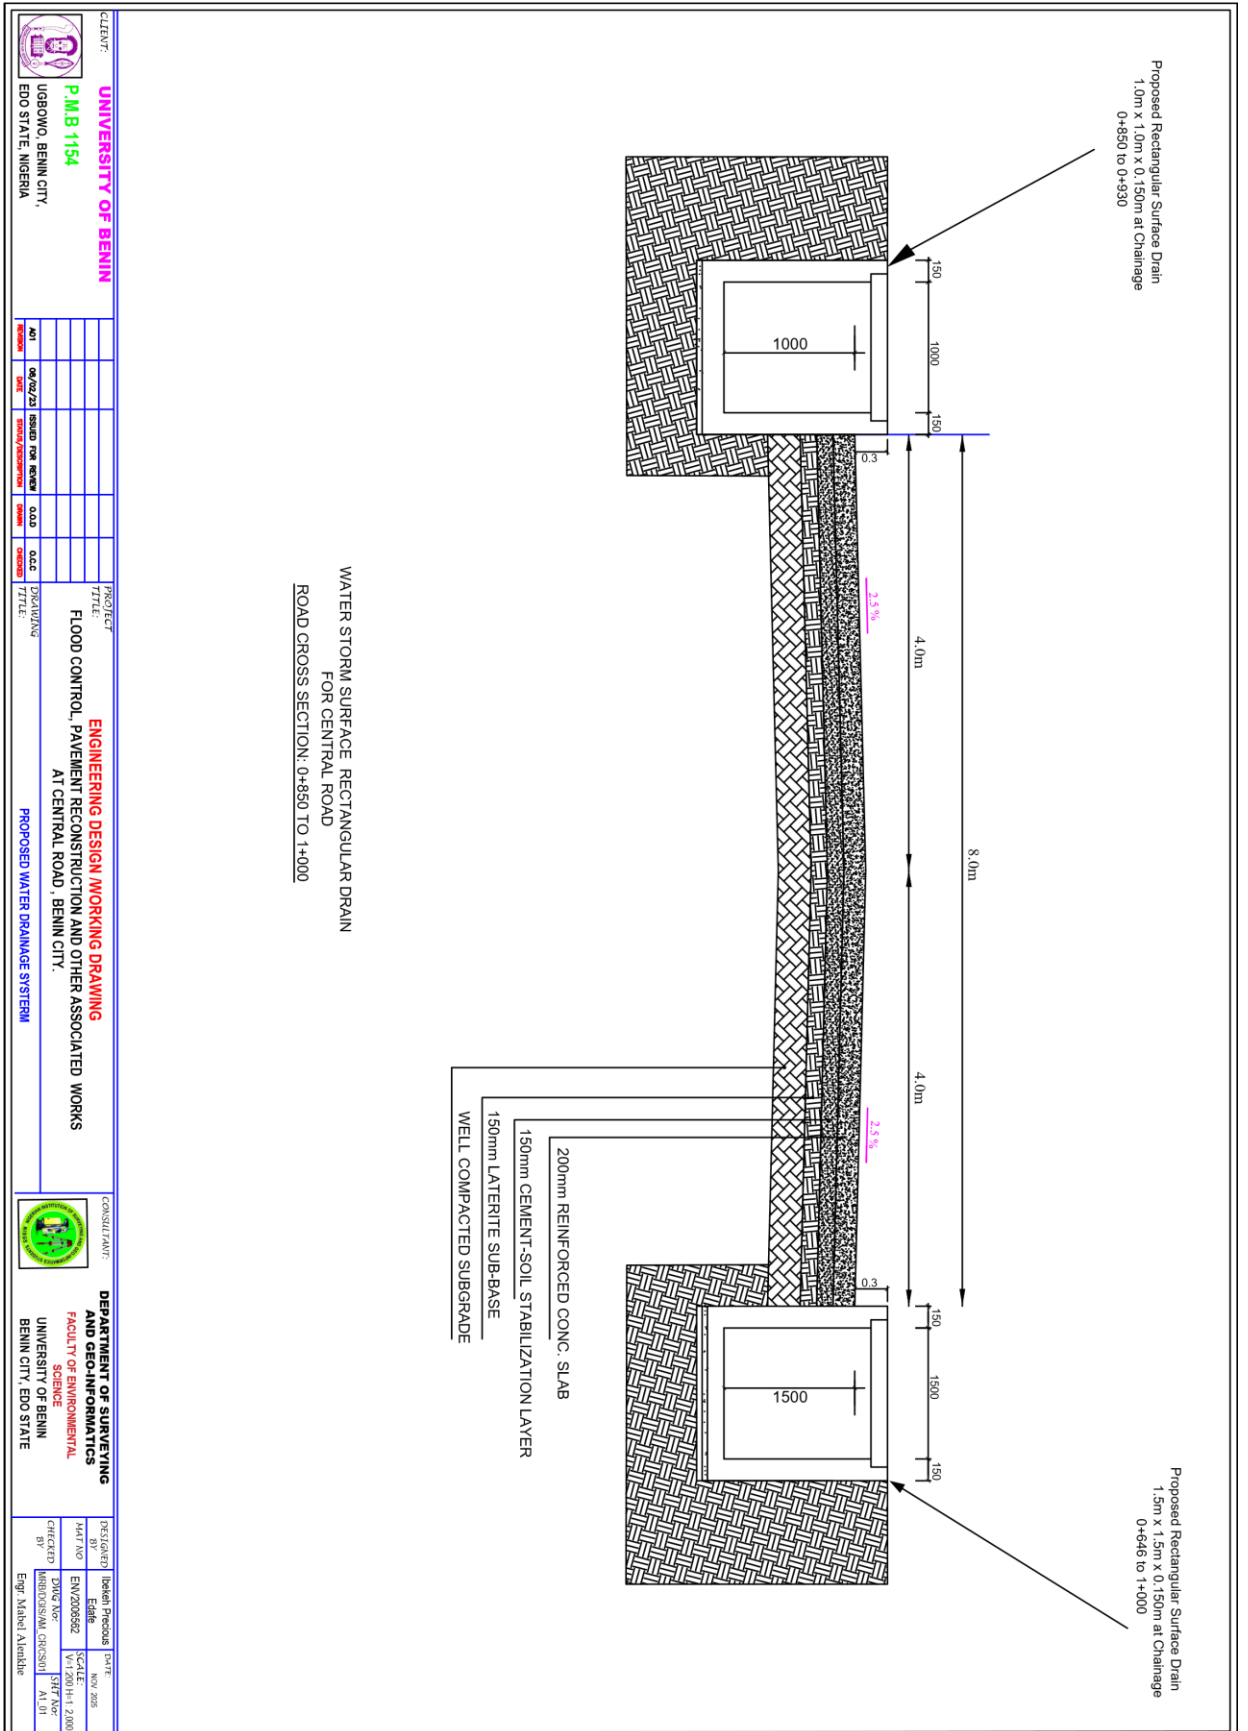 Proposed Rectangular Surface Drain
1.0m x 1.0m x 0.150m at Chainage
0+850 to 0+930
Proposed Rectangular Surface Drain
1.5m x 1.5m x 0.150m at Chainage
0+646 to 1+000
8.0m
150
1000
150
4.0m
4.0m
150
1500
150
0.3
2.5 %
2.5 %
0.3
1000
1500
200mm REINFORCED CONC. SLAB
150mm CEMENT-SOIL STABILIZATION LAYER
150mm LATERITE SUB-BASE
WELL COMPACTED SUBGRADE
WATER STORM SURFACE RECTANGULAR DRAIN
FOR CENTRAL ROAD
ROAD CROSS SECTION: 0+850 TO 1+000
CLIENT:
UNIVERSITY OF BENIN
P.M.B 1154
UGBOWO, BENIN CITY,
EDO STATE, NIGERIA
A01 06/02/23 ISSUED FOR REVIEW O.O.D O.C.C
REVISION DATE STATUS/DESCRIPTION DRAWN CHECKED
PROJECT
TITLE:
ENGINEERING DESIGN /WORKING DRAWING
FLOOD CONTROL, PAVEMENT RECONSTRUCTION AND OTHER ASSOCIATED WORKS
AT CENTRAL ROAD , BENIN CITY.
DRAWING
TITLE:
PROPOSED WATER DRAINAGE SYSTERM
CONSULTANT:
DEPARTMENT OF SURVEYING
AND GEO-INFORMATICS
FACULTY OF ENVIRONMENTAL
SCIENCE
UNIVERSITY OF BENIN
BENIN CITY, EDO STATE
DESIGNED
BY
Ibekeh Precious
Edafe
DATE:
NOV 2025
MAT NO
ENV2006562
SCALE:
V=1:200 H=1: 2,000
CHECKED
BY
DWG No:
SHT No:
A1_01
Engr. Mabel Alenkhe